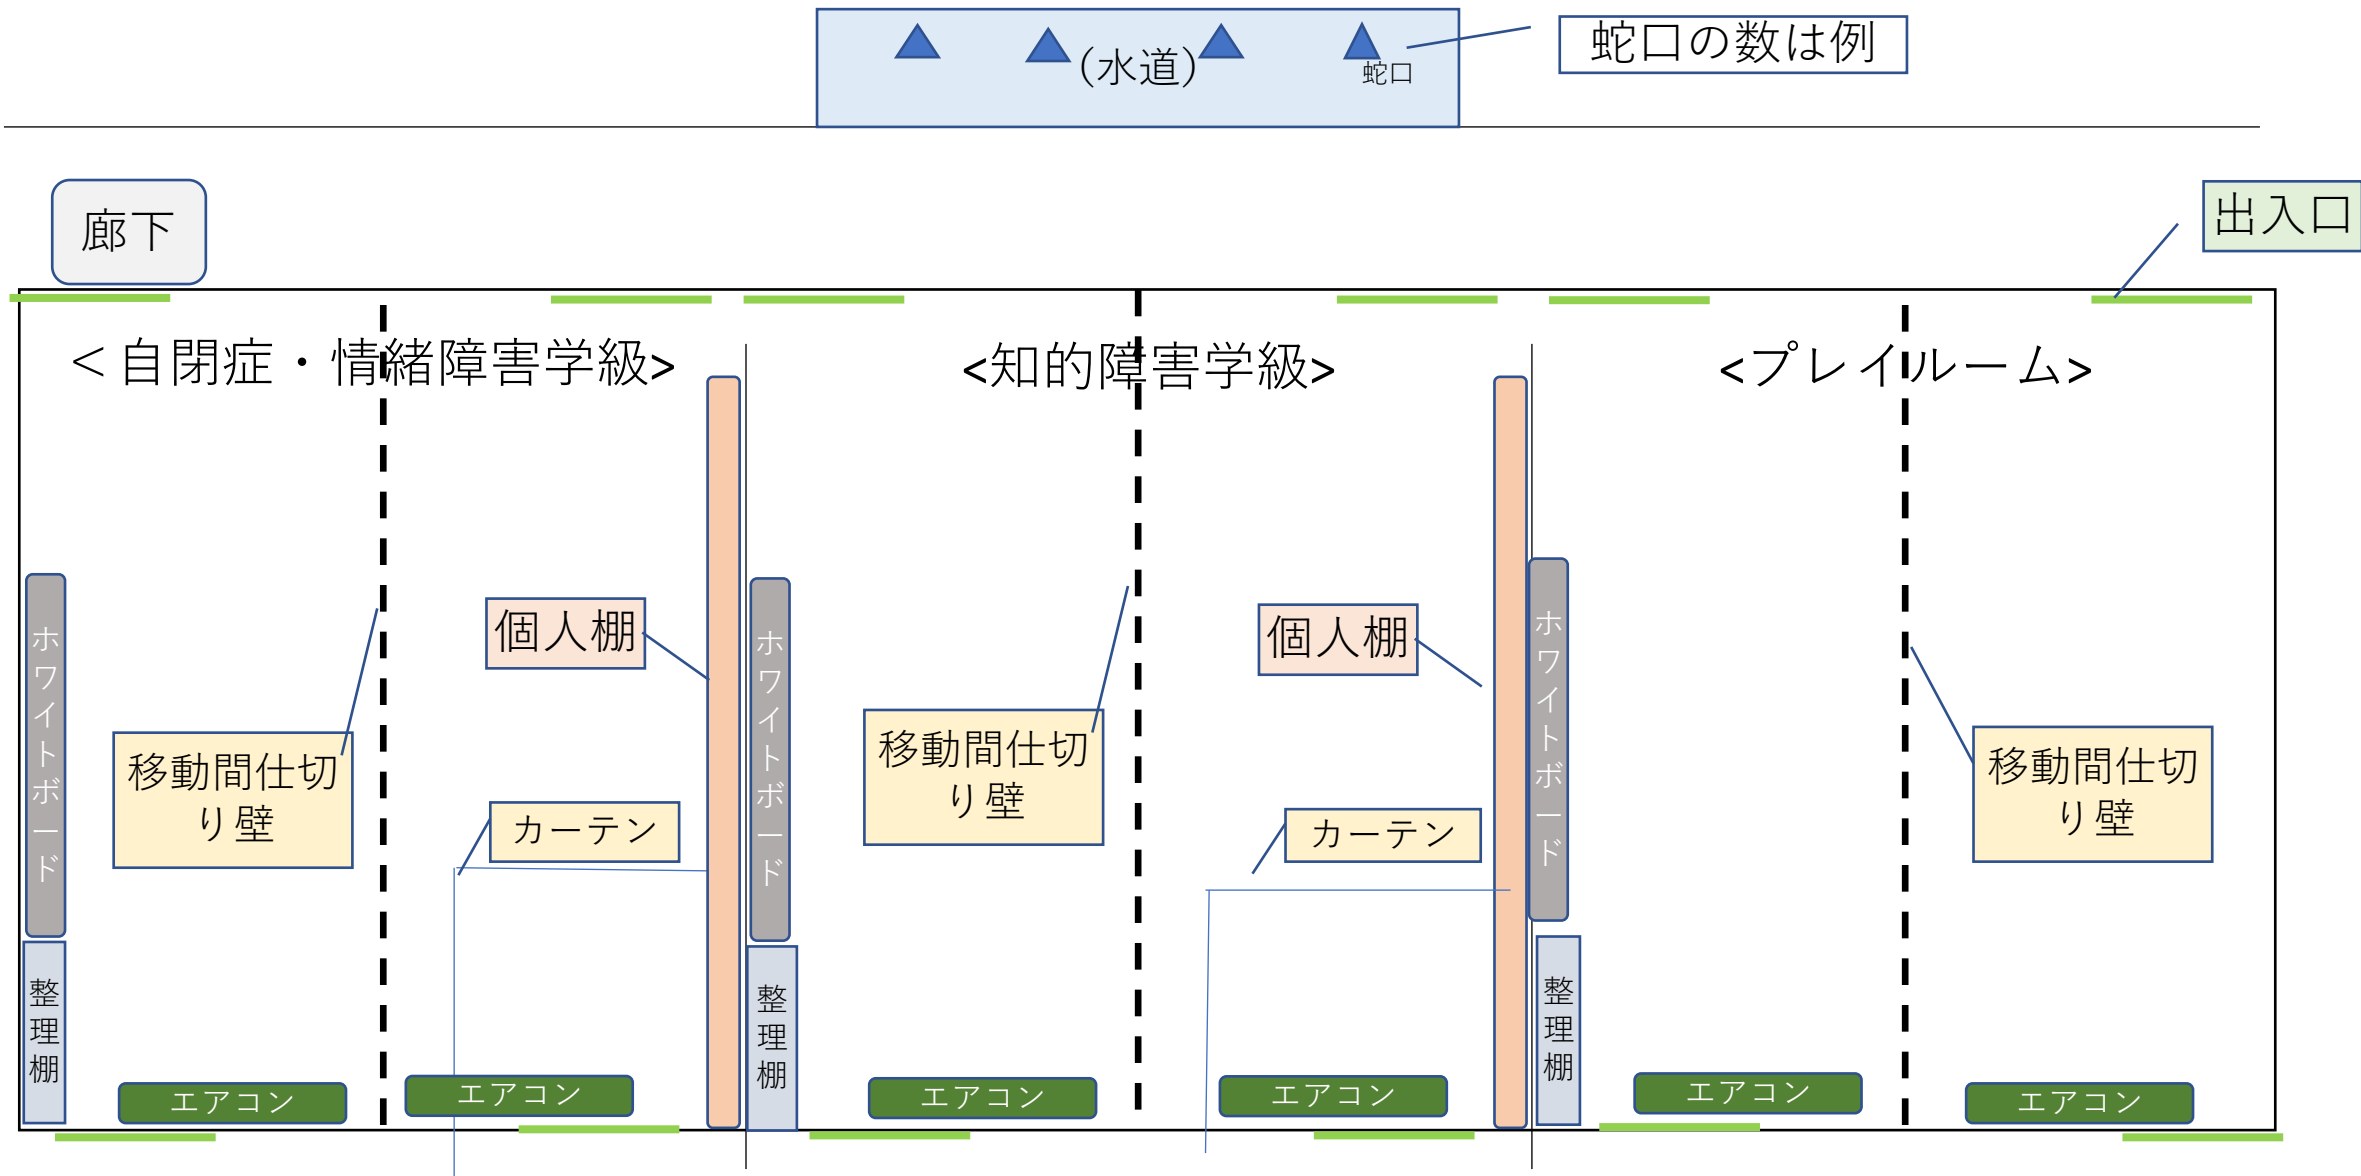 (水道)
蛇口
蛇口の数は例
廊下
出入口
＜自閉症・情緒障害学級>
<知的障害学級>
<プレイルーム>
ホワイトボード
移動間仕切
り壁
個人棚
カーテン
ホワイトボード
移動間仕切
り壁
個人棚
カーテン
ホワイトボード
移動間仕切
り壁
整理棚
エアコン
エアコン
整理棚
エアコン
エアコン
整理棚
エアコン
エアコン